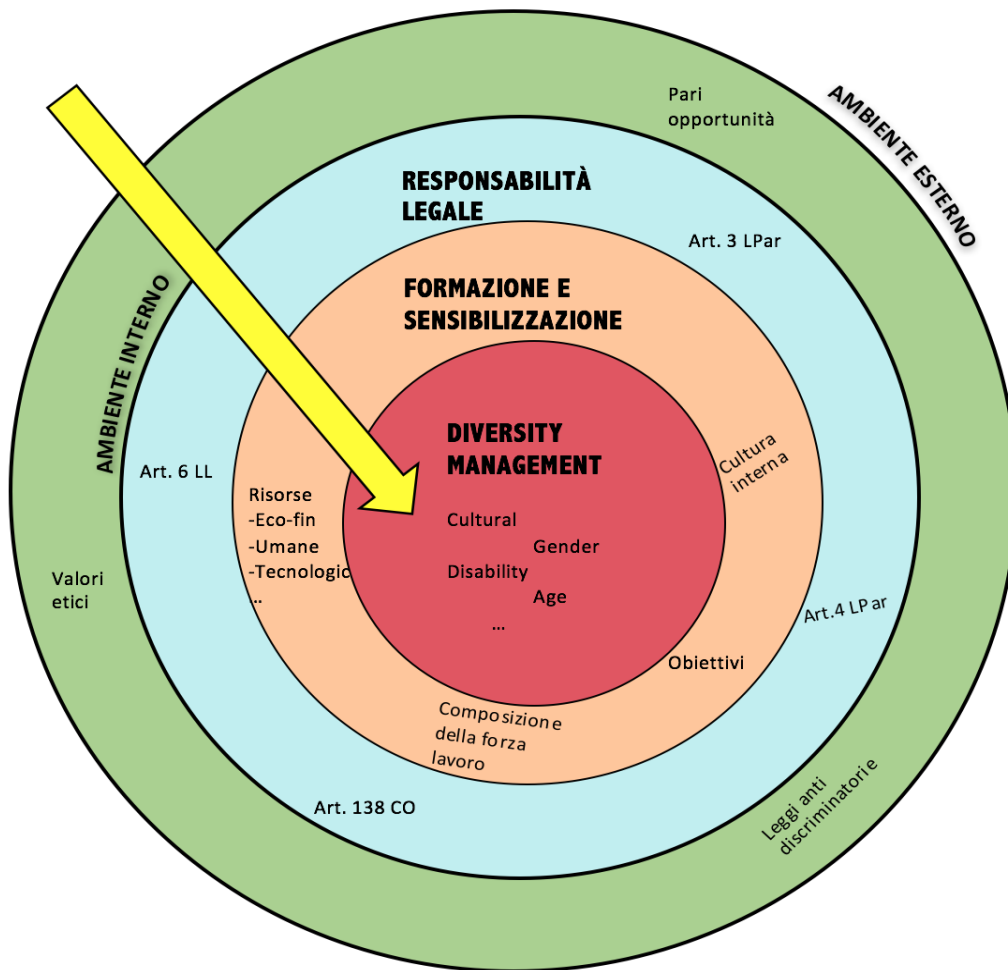 Pari
opportunità
AMBIENTE ESTERNO
RESPONSABILITÀ
LEGALE
Art. 3 LPar
AMBIENTE INTERNO
FORMAZIONE E
SENSIBILIZZAZIONE
DIVERSITY
MANAGEMENT
Cultura
interna
Art. 6 LL
Risorse
-Eco-fin
-Umane
-Tecnologic
..
Cultural
Gender
Disability
Age
...
Valori
etici
Art.4 LPar
Obiettivi
Composizione
della forza
lavoro
Art. 138 CO
Leggi anti
discriminatorie